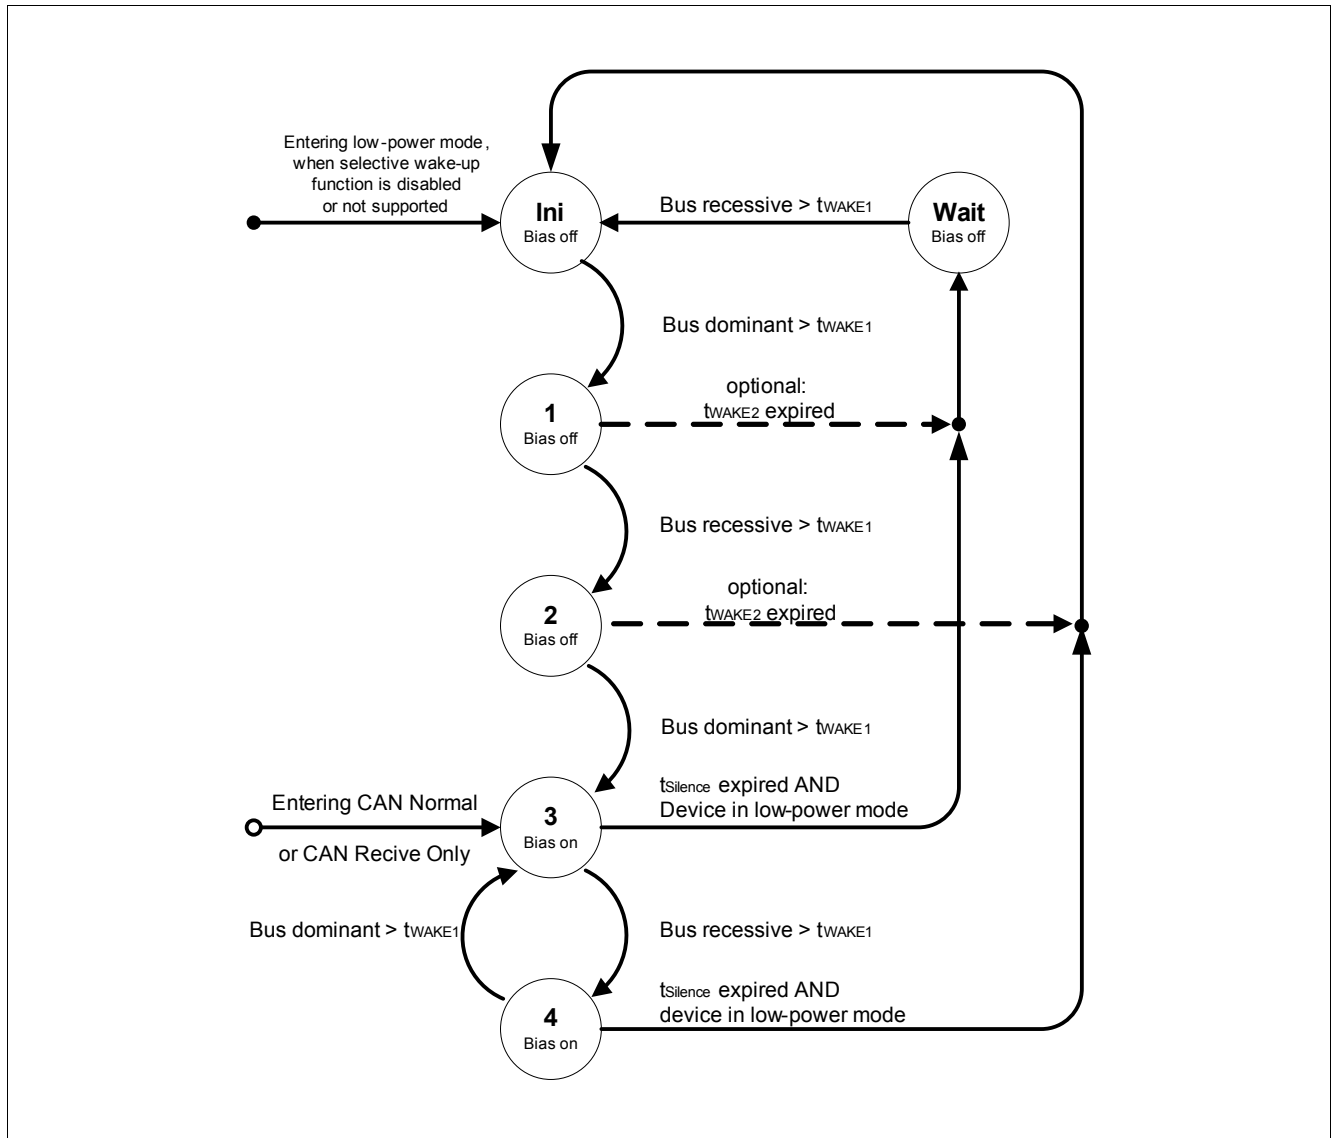 Entering low-power mode,
when selective wake-up
function is disabled
or not supported
Ini
Bias off
Bus recessive > tWAKE1
Wait
Bias off
Bus dominant > tWAKE1
1
Bias off
optional:
tWAKE2 expired
Bus recessive > tWAKE1
2
Bias off
optional:
tWAKE2 expired
Bus dominant > tWAKE1
Entering CAN Normal
or CAN Recive Only
3
Bias on
tSilence expired AND
Device in low-power mode
Bus dominant > tWAKE1
Bus recessive > tWAKE1
4
Bias on
tSilence expired AND
device in low-power mode